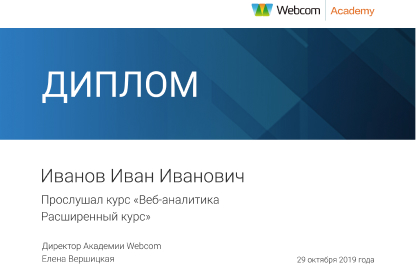 Webcom Academy
ДИПЛОМ
Иванов Иван Иванович
Прослушал курс «Веб-аналитика
Расширенный курс»
Директор Академии Webcom
Елена Вершицкая
29 октября 2019 года